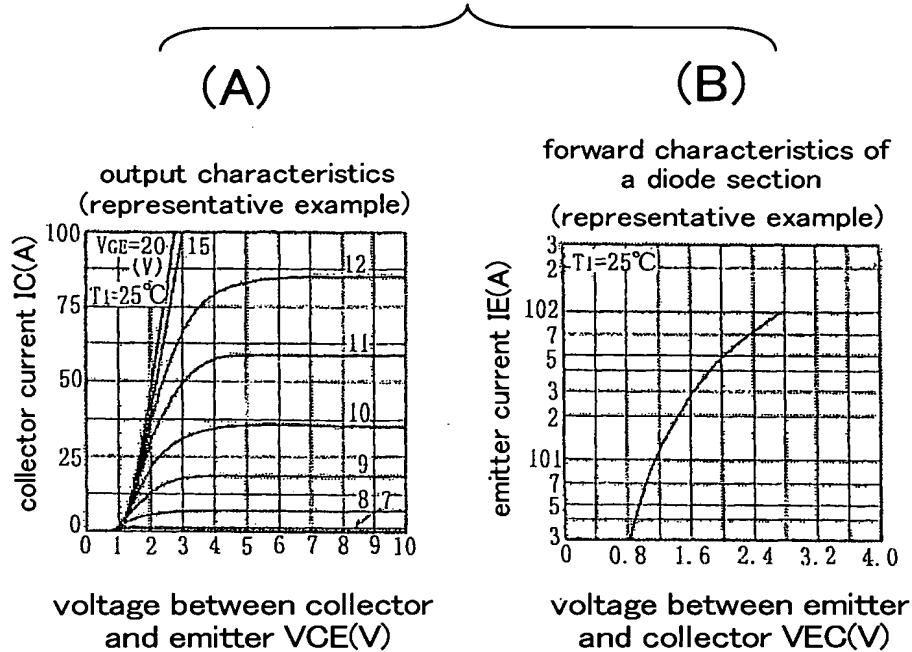 (A)
output characteristics
(representative example)
collector current IC(A)
100
75
50
25
0
VGE=20
(V)
15
T1=25℃
12
11
10
9
8
7
0 1 2 3 4 5 6 7 8 9 10
voltage between collector
and emitter VCE(V)
(B)
forward characteristics of
a diode section
(representative example)
emitter current IE(A)
3
2
102
7
5
3
2
101
7
5
3
T1=25℃
0 0.8 1.6 2.4 3.2 4.0
voltage between emitter
and collector VEC(V)